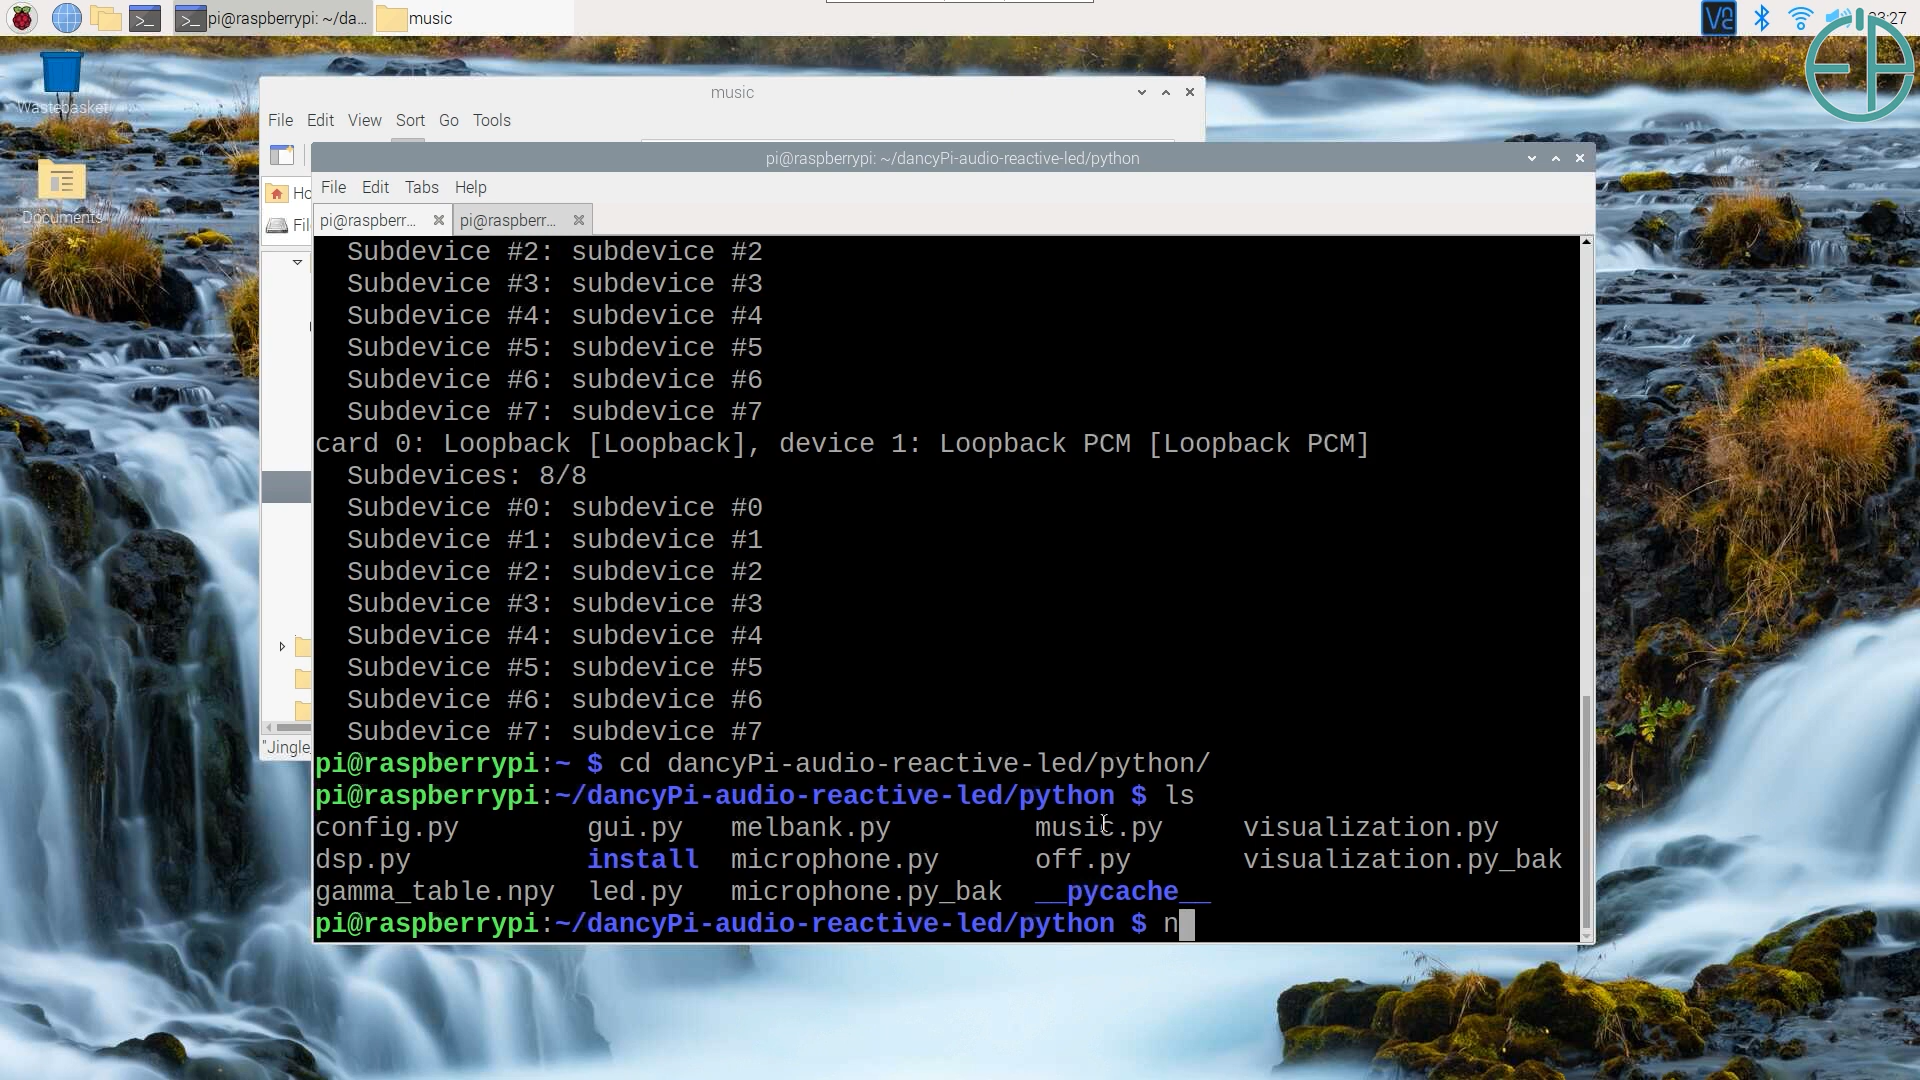 pi@raspberrypi: ~/da...
music
23:27
Wastebasket
Documents
music
File Edit View Sort Go Tools
pi@raspberrypi: ~/dancyPi-audio-reactive-led/python
File Edit Tabs Help
pi@raspberr... pi@raspberr...
Subdevice #2: subdevice #2
Subdevice #3: subdevice #3
Subdevice #4: subdevice #4
Subdevice #5: subdevice #5
Subdevice #6: subdevice #6
Subdevice #7: subdevice #7
card 0: Loopback [Loopback], device 1: Loopback PCM [Loopback PCM]
Subdevices: 8/8
Subdevice #0: subdevice #0
Subdevice #1: subdevice #1
Subdevice #2: subdevice #2
Subdevice #3: subdevice #3
Subdevice #4: subdevice #4
Subdevice #5: subdevice #5
Subdevice #6: subdevice #6
Subdevice #7: subdevice #7
pi@raspberrypi:~ $ cd dancyPi-audio-reactive-led/python/
pi@raspberrypi:~/dancyPi-audio-reactive-led/python $ ls
config.py gui.py melbank.py music.py visualization.py
dsp.py install microphone.py off.py visualization.py_bak
gamma_table.npy led.py microphone.py_bak __pycache__
pi@raspberrypi:~/dancyPi-audio-reactive-led/python $ n
"Jingle